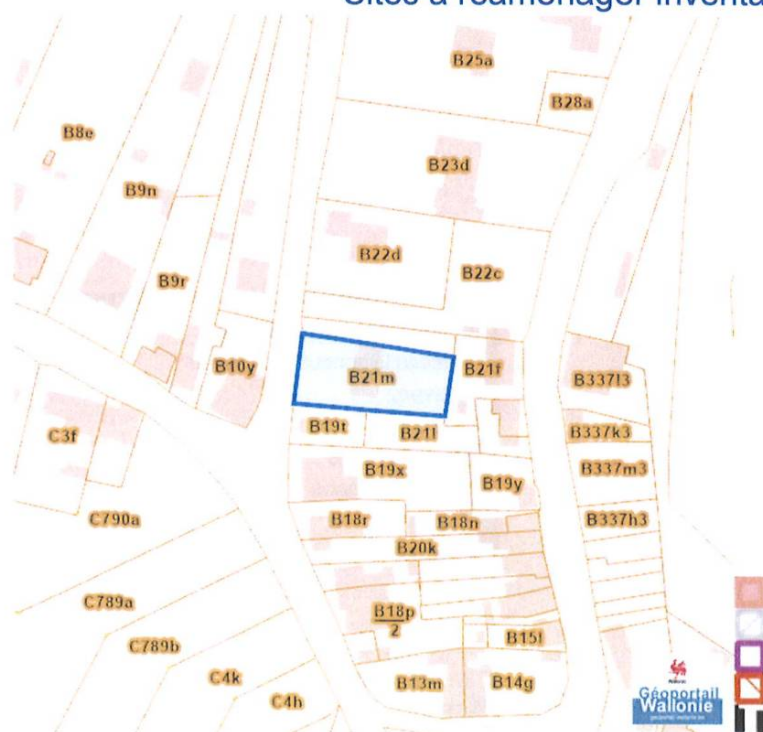 Sites à réaménager Inventa
B25a
B28a
B8e
B23d
B9n
B22d
B22c
B9r
B10y
B21m
B21f
B337l3
C3f
B19t
B21l
B337k3
B19x
B337m3
B19y
C790a
B18r
B18n
B337h3
B20k
C789a
B18p
2
B15l
C789b
C4k
B13m
B14g
C4h
Géoportail
Wallonie